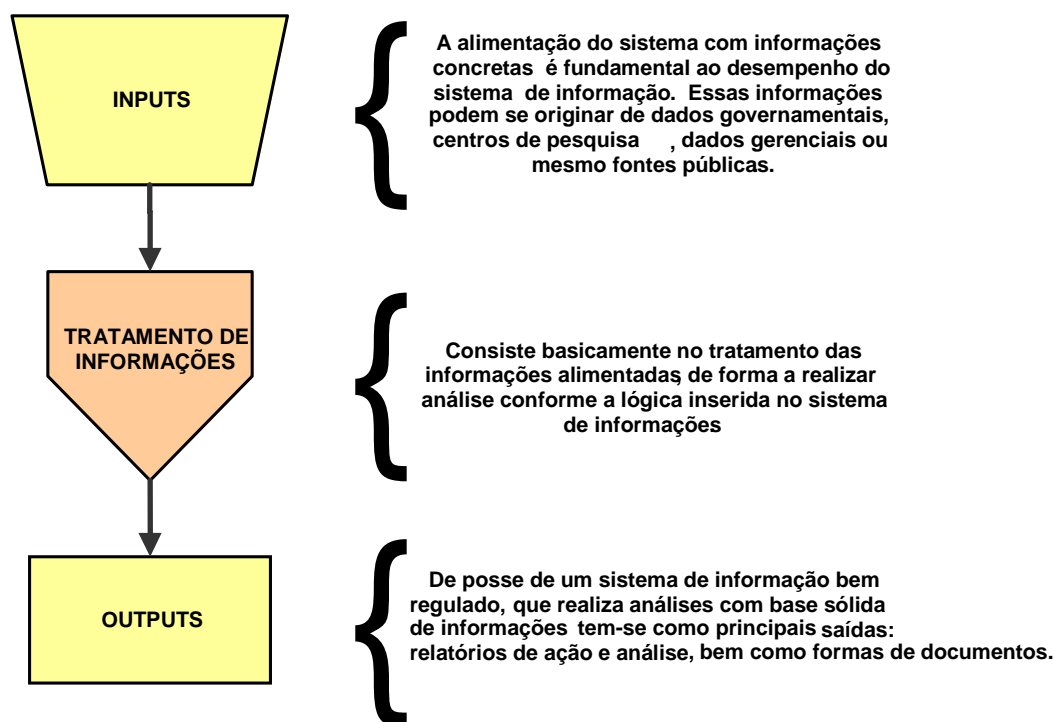 INPUTS
A alimentação do sistema com informações
concretas é fundamental ao desempenho do
sistema de informação. Essas informações
podem se originar de dados governamentais,
centros de pesquisa , dados gerenciais ou
mesmo fontes públicas.
TRATAMENTO DE
INFORMAÇÕES
Consiste basicamente no tratamento das
informações alimentadas, de forma a realizar
análise conforme a lógica inserida no sistema
de informações
OUTPUTS
De posse de um sistema de informação bem
regulado, que realiza análises com base sólida
de informações tem-se como principais saídas:
relatórios de ação e análise, bem como formas de documentos.